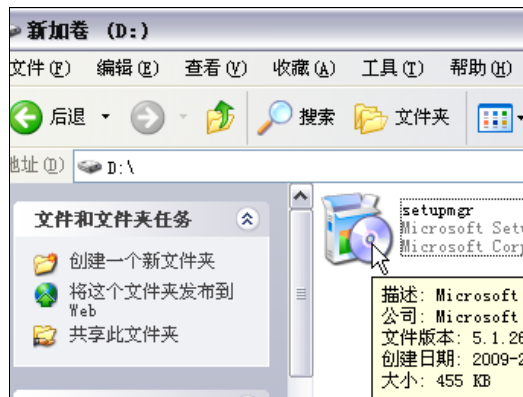 新加卷 (D:)
文件(F) 编辑(E) 查看(V) 收藏(A) 工具(T) 帮助(H)
后退 搜索 文件夹
地址(D) D:\
文件和文件夹任务
创建一个新文件夹
将这个文件夹发布到
Web
共享此文件夹
setupmgr
Microsoft Setu
Microsoft Corp
描述: Microsoft
公司: Microsoft
文件版本: 5.1.26
创建日期: 2009-2
大小: 455 KB